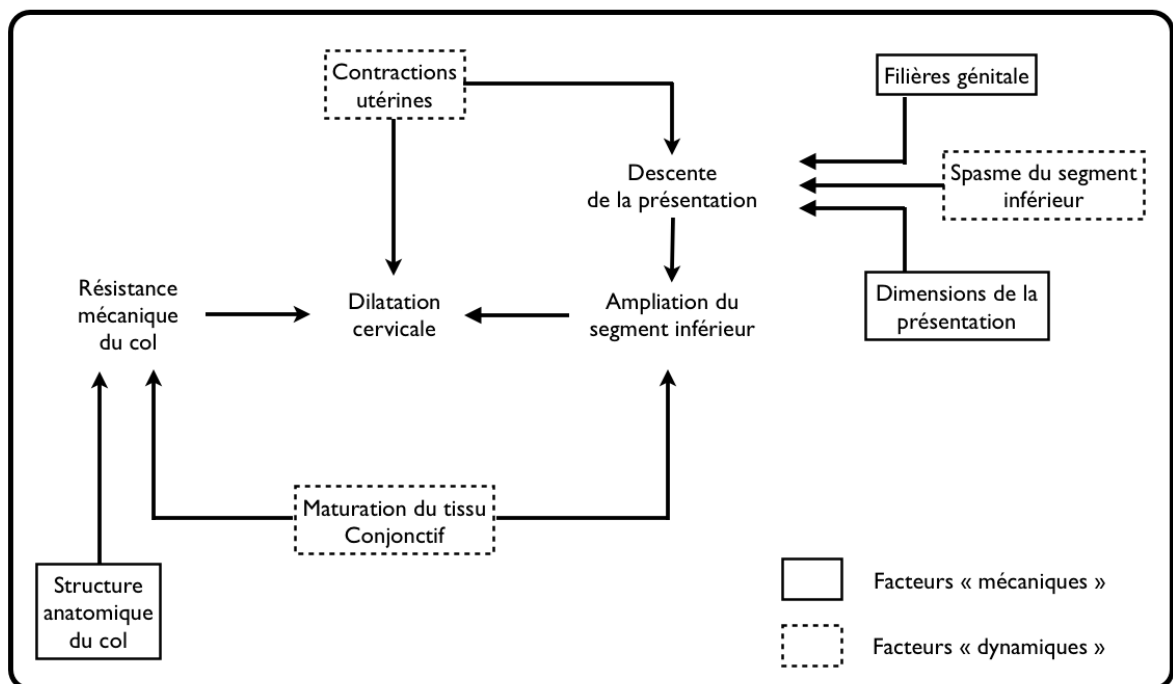 Contractions
utérines
Filières génitale
Descente
de la présentation
Spasme du segment
inférieur
Résistance
mécanique
du col
Dilatation
cervicale
Ampliation du
segment inférieur
Dimensions de la
présentation
Maturation du tissu
Conjonctif
Structure
anatomique
du col
Facteurs « mécaniques »
Facteurs « dynamiques »